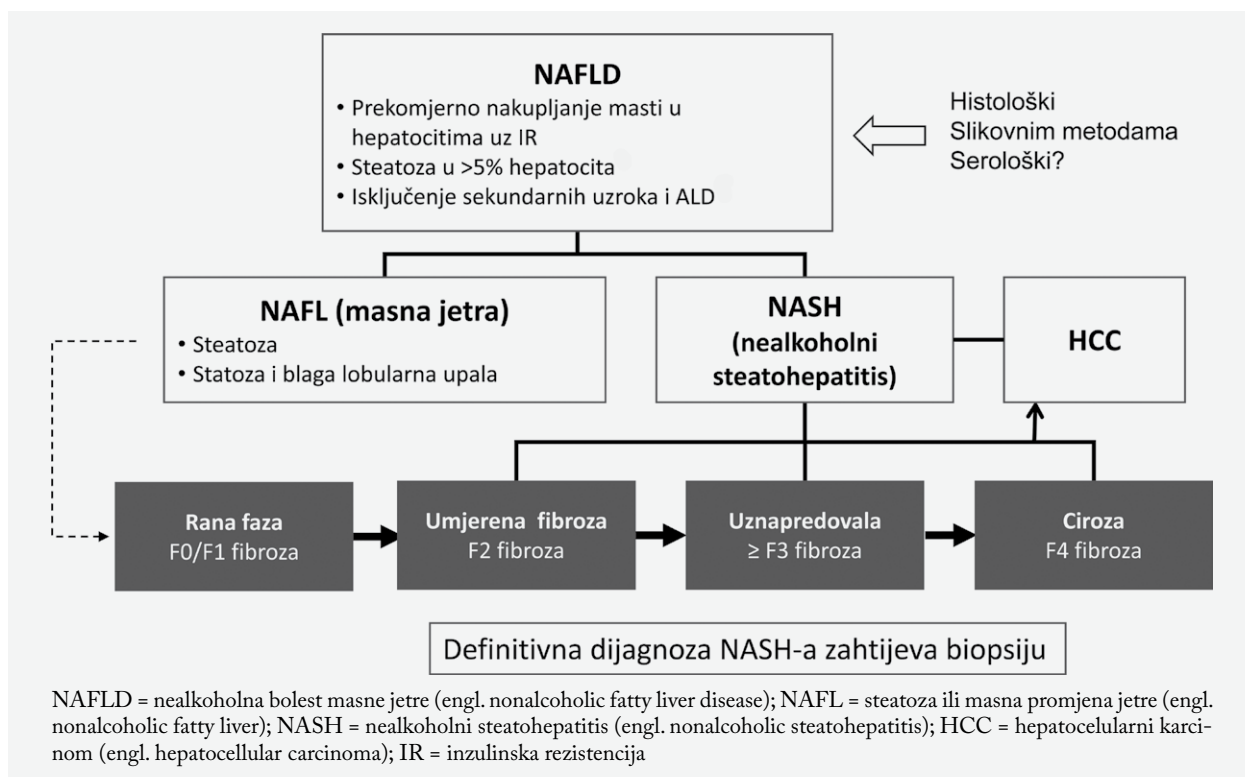 NAFLD
• Prekomjerno nakupljanje masti u
hepatocitima uz IR
• Steatoza u >5% hepatocita
• Isključenje sekundarnih uzroka i ALD
Histološki
Slikovnim metodama
Serološki?
NAFL (masna jetra)
• Steatoza
• Statoza i blaga lobularna upala
NASH
(nealkoholni
steatohepatitis)
HCC
Rana faza
F0/F1 fibroza
Umjerena fibroza
F2 fibroza
Uznapredovala
≥ F3 fibroza
Ciroza
F4 fibroza
Definitivna dijagnoza NASH-a zahtijeva biopsiju
NAFLD = nealkoholna bolest masne jetre (engl. nonalcoholic fatty liver disease); NAFL = steatoza ili masna promjena jetre (engl.
nonalcoholic fatty liver); NASH = nealkoholni steatohepatitis (engl. nonalcoholic steatohepatitis); HCC = hepatocelularni karci-
nom (engl. hepatocellular carcinoma); IR = inzulinska rezistencija